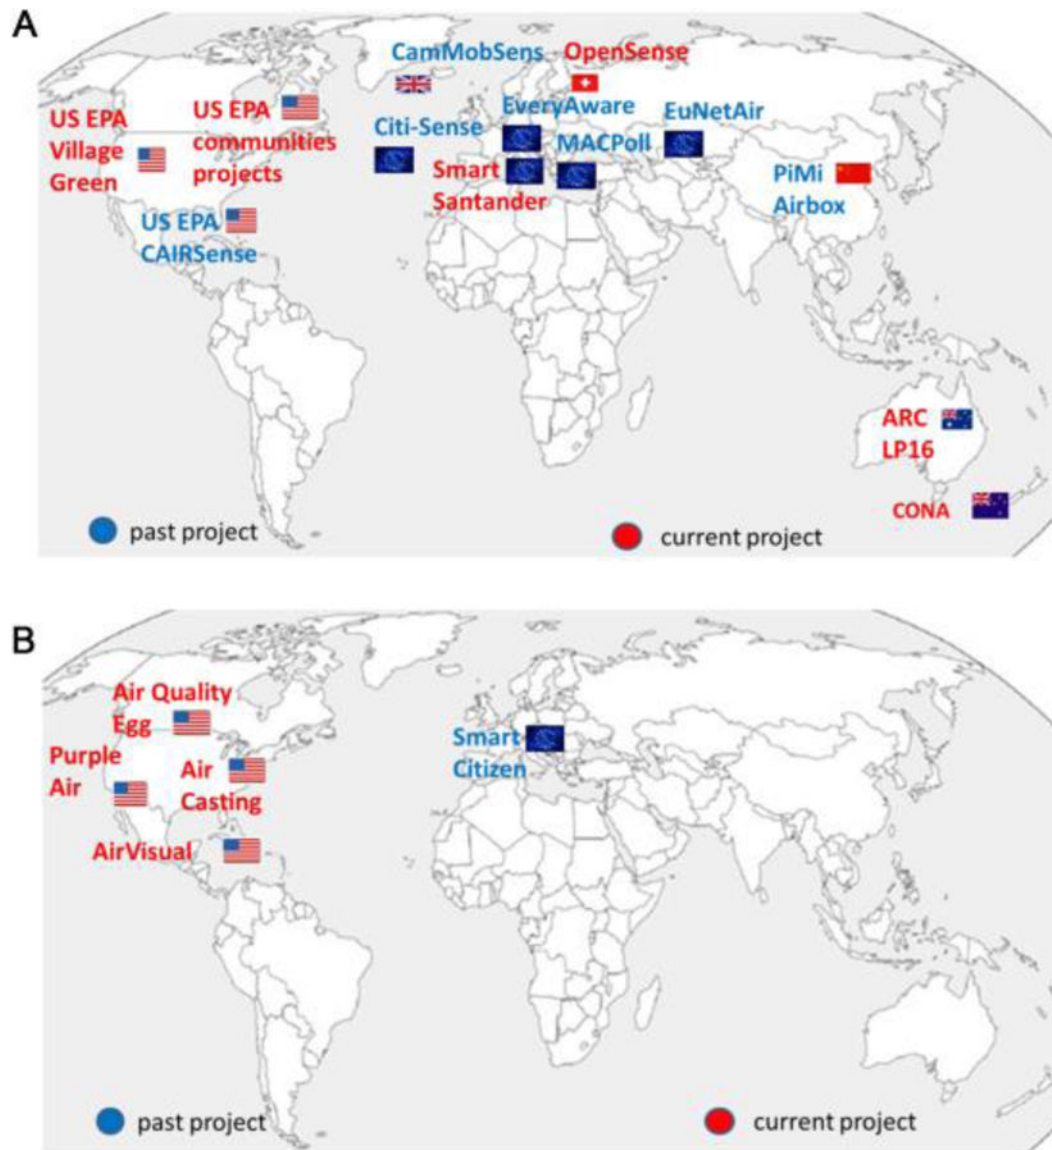 A
CamMobSens
OpenSense
US EPA
Village
Green
US EPA
communities
projects
Citi-Sense
EveryAware
MACPoll
EuNetAir
Smart
Santander
PiMi
Airbox
US EPA
CAIRSense
ARC
LP16
CONA
past project
current project
B
Air Quality
Egg
Purple
Air
Air
Casting
AirVisual
Smart
Citizen
past project
current project